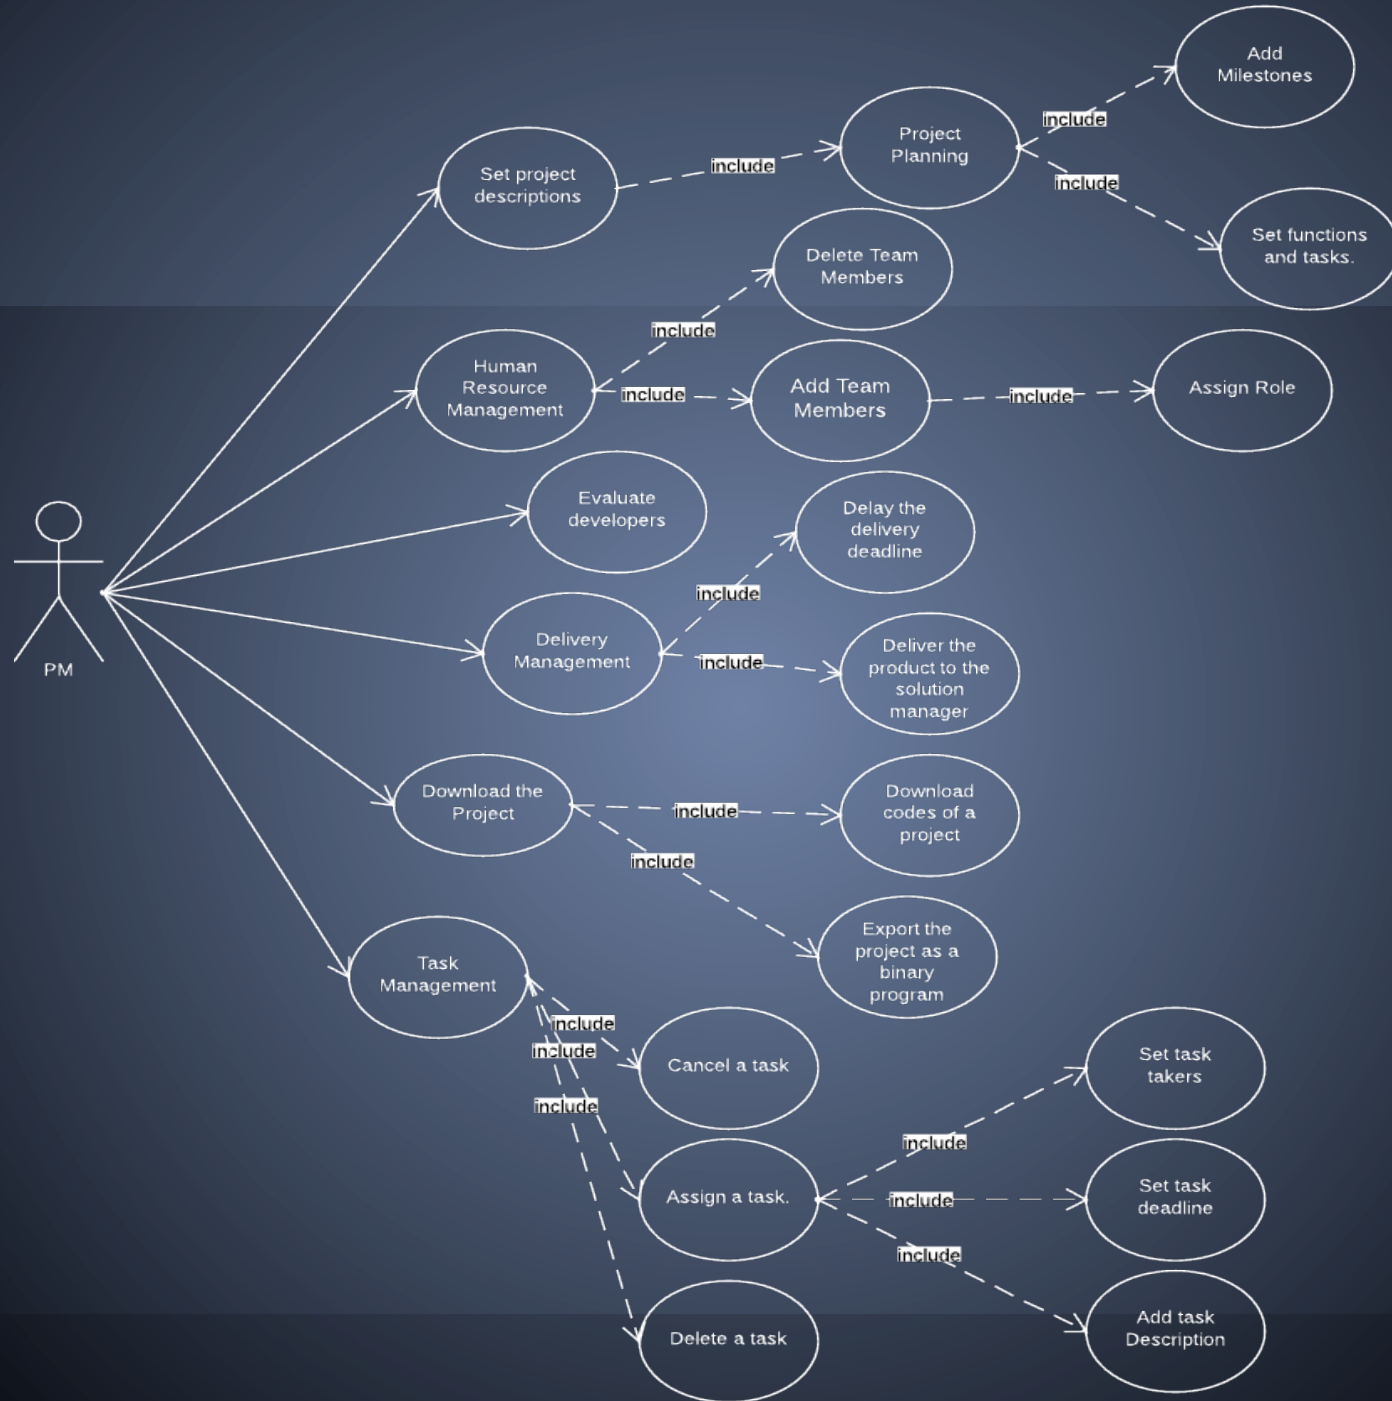 Add
Milestones
include
Project
Planning
include
Set project
descriptions
include
Set functions
and tasks.
Delete Team
Members
include
Human
Resource
Management
include
Add Team
Members
include
Assign Role
Evaluate
developers
Delay the
delivery
deadline
include
Delivery
Management
include
Deliver the
product to the
solution
manager
PM
Download the
Project
include
Download
codes of a
project
include
Export the
project as a
binary
program
Task
Management
include
include
include
Cancel a task
Set task
takers
include
Assign a task.
include
Set task
deadline
include
Delete a task
Add task
Description